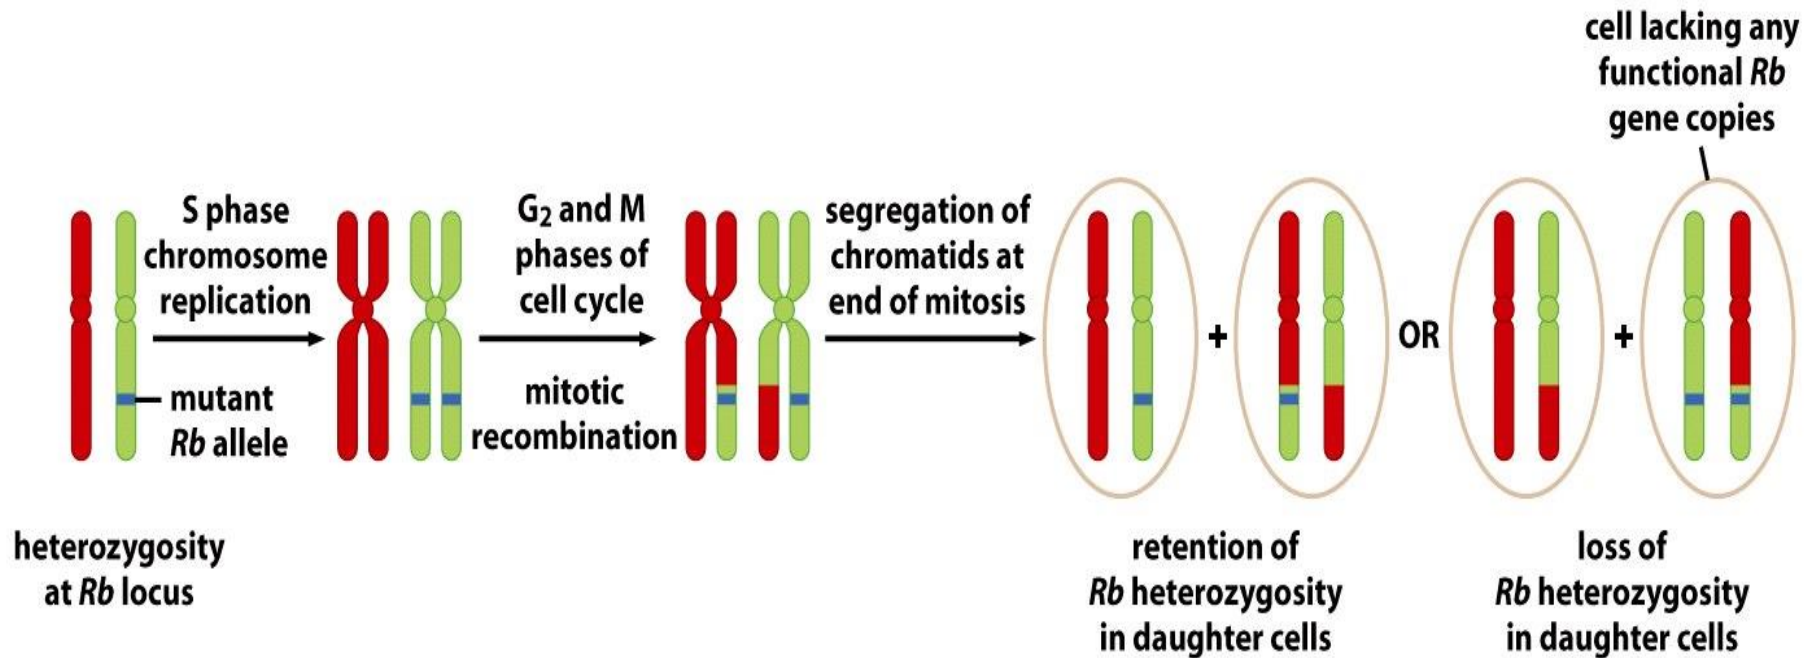 cell lacking any
functional Rb
gene copies
S phase
chromosome
replication
mutant
Rb allele
G2 and M
phases of
cell cycle
mitotic
recombination
segregation of
chromatids at
end of mitosis
+
OR
+
heterozygosity
at Rb locus
retention of
Rb heterozygosity
in daughter cells
loss of
Rb heterozygosity
in daughter cells